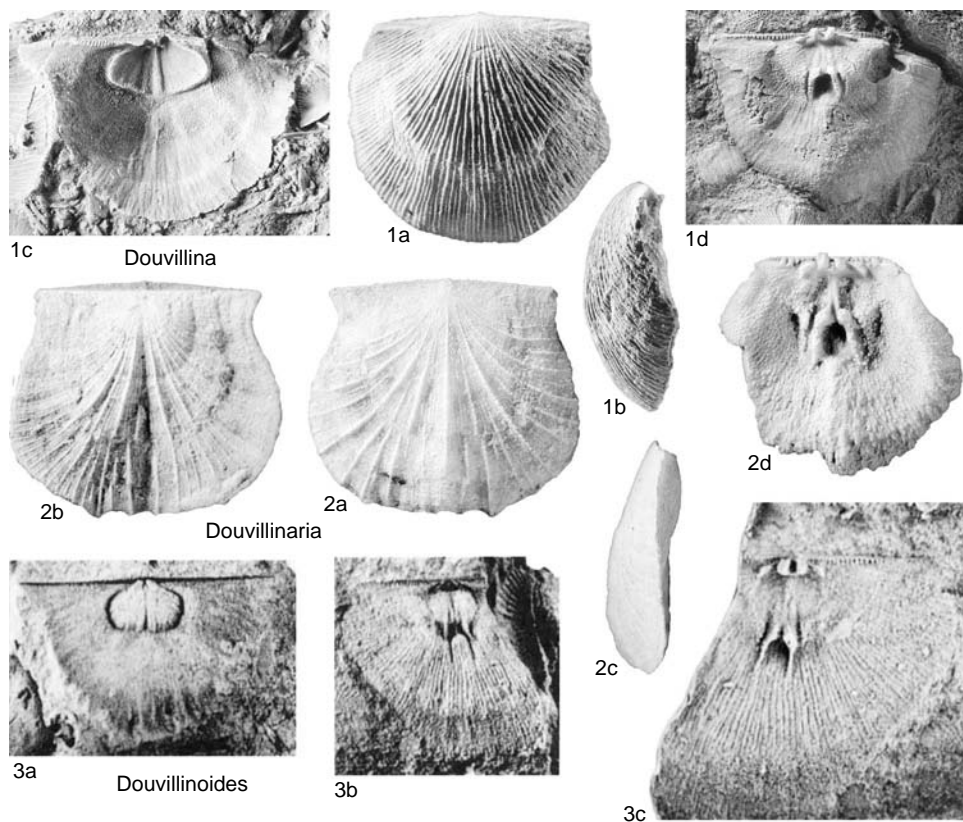 1c
Douvillina
1a
1b
1d
2b
Douvillinaria
2a
2c
2d
3a
Douvillinoides
3b
3c